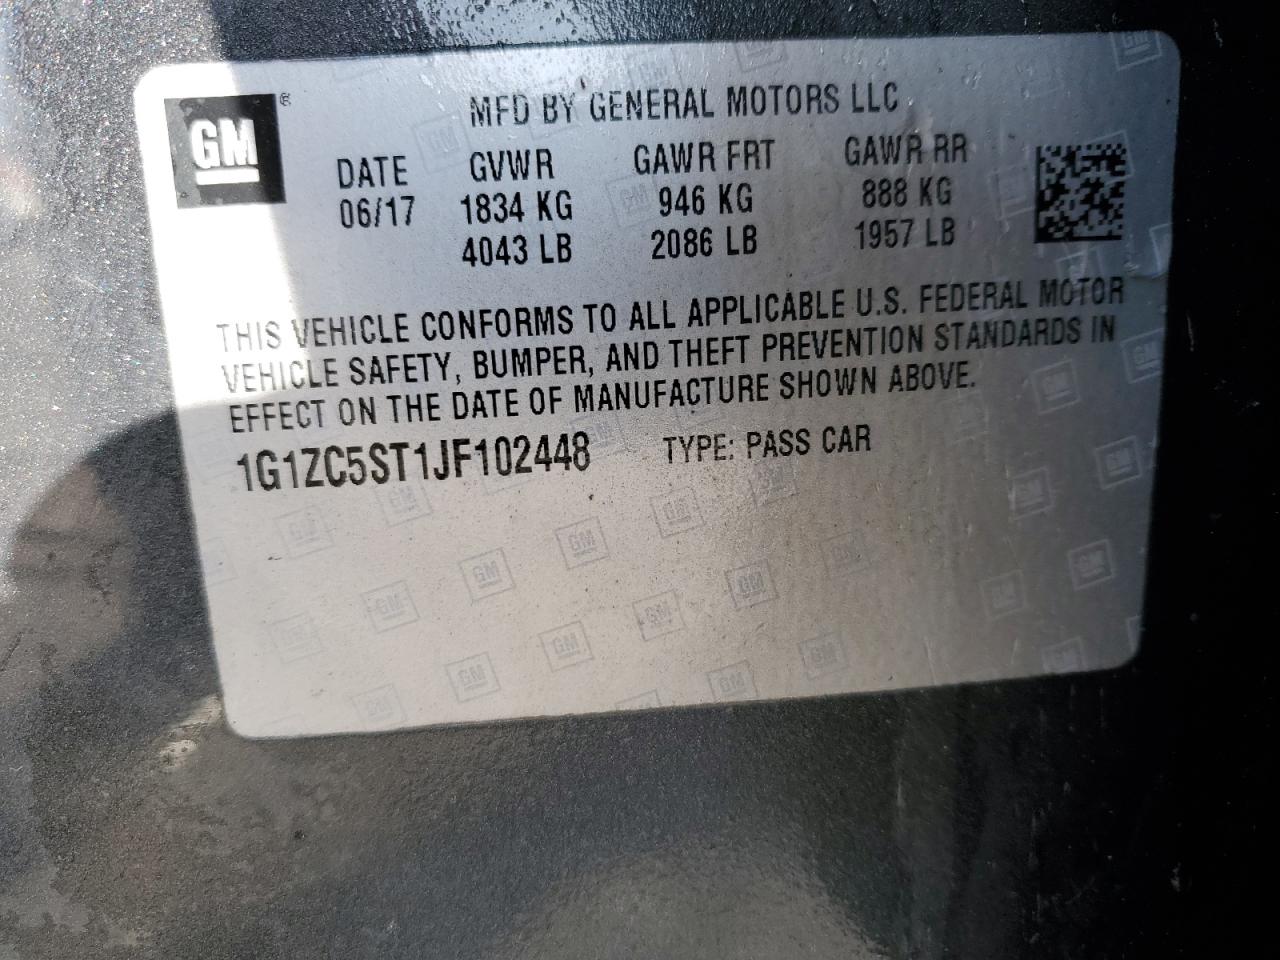 GM ®
MFD BY GENERAL MOTORS LLC
DATE GVWR GAWR FRT GAWR RR
06/17 1834 KG 946 KG 888 KG
4043 LB 2086 LB 1957 LB
THIS VEHICLE CONFORMS TO ALL APPLICABLE U.S. FEDERAL MOTOR
VEHICLE SAFETY, BUMPER, AND THEFT PREVENTION STANDARDS IN
EFFECT ON THE DATE OF MANUFACTURE SHOWN ABOVE.
1G1ZC5ST1JF102448 TYPE: PASS CAR